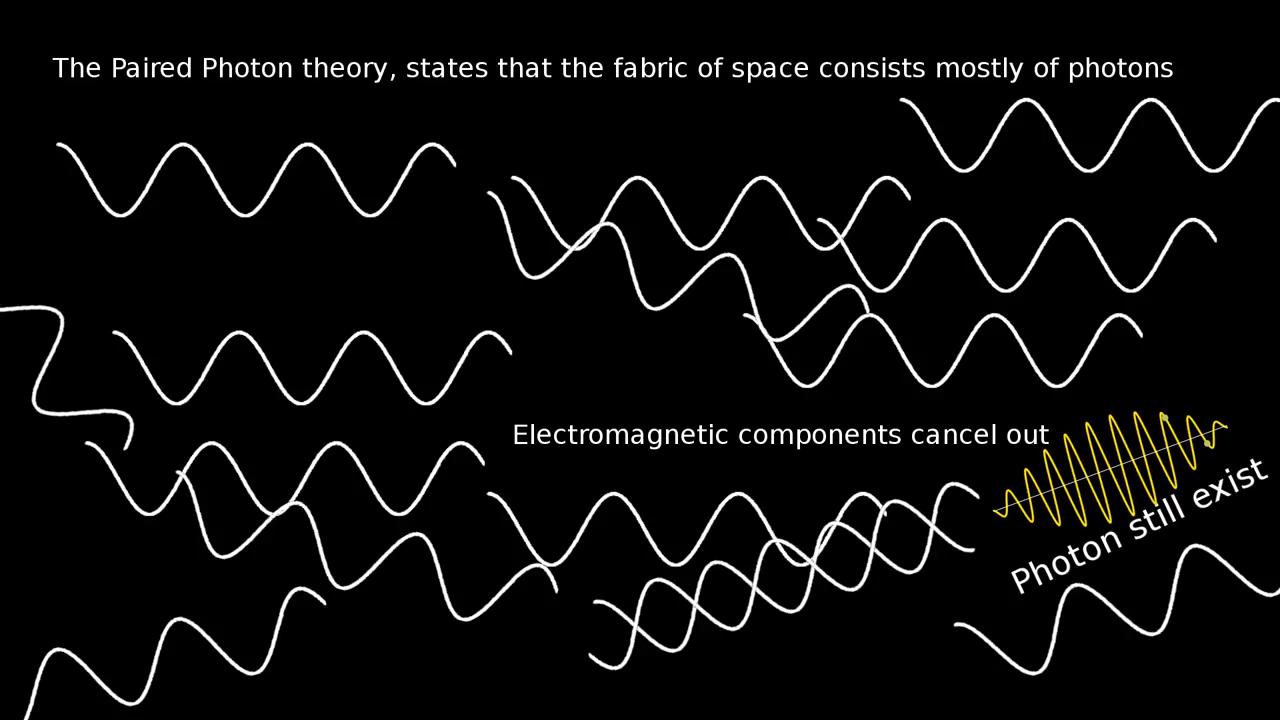 The Paired Photon theory, states that the fabric of space consists mostly of photons
Electromagnetic components cancel out
Photon still exist